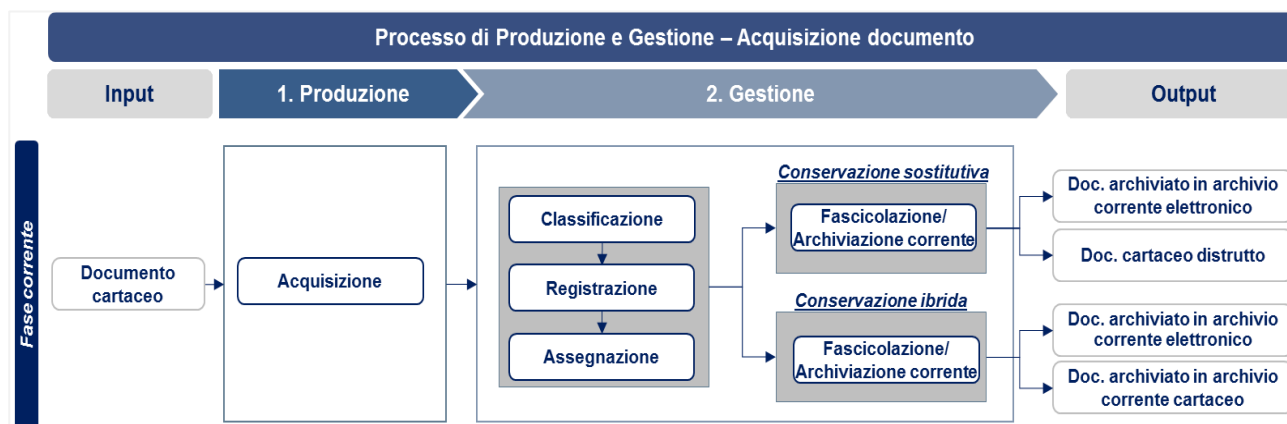 Processo di Produzione e Gestione – Acquisizione documento
Input
1. Produzione
2. Gestione
Output
Fase corrente
Documento
cartaceo
Acquisizione
Classificazione
Registrazione
Assegnazione
Conservazione sostitutiva
Fascicolazione/
Archiviazione corrente
Conservazione ibrida
Fascicolazione/
Archiviazione corrente
Doc. archiviato in archivio
corrente elettronico
Doc. cartaceo distrutto
Doc. archiviato in archivio
corrente elettronico
Doc. archiviato in archivio
corrente cartaceo